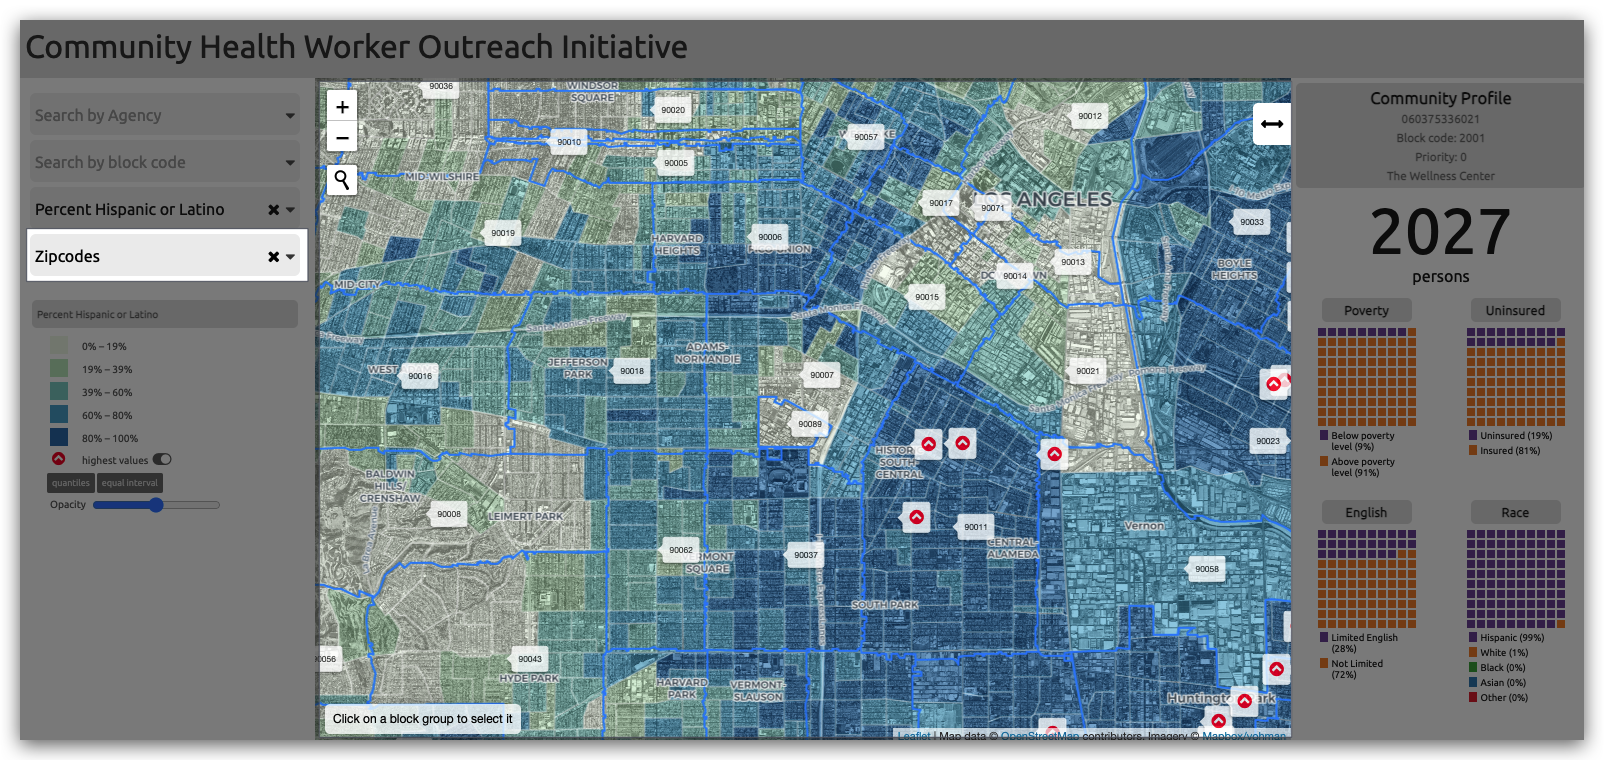 Community Health Worker Outreach Initiative
Search by Agency
Search by block code
Percent Hispanic or Latino
Zipcodes
Percent Hispanic or Latino
0% – 19%
19% – 39%
39% – 60%
60% – 80%
80% – 100%
highest values
quantiles
equal interval
Opacity
+
−
90036
WINDSOR
SQUARE
90020
90012
90010
90057
90005
MID-WILSHIRE
90017
90071
LOS ANGELES
90033
90019
HARVARD
HEIGHTS
90006
PICO-UNION
90013
BOYLE
HEIGHTS
90014
MID-CITY
90015
Santa Monica Freeway
Santa Monica Freeway
ADAMS-
NORMANDIE
JEFFERSON
PARK
90018
90016
90007
90021
90089
90023
HISTORIC
SOUTH-
CENTRAL
BALDWIN
HILLS/
CRENSHAW
90008
LEIMERT PARK
90011
Vernon
CENTRAL-
ALAMEDA
90062
VERMONT
SQUARE
90037
90058
SOUTH PARK
90056
90043
HYDE PARK
HARVARD
PARK
VERMONT-
SLAUSON
Huntington Park
Click on a block group to select it
Leaflet | Map data © OpenStreetMap contributors, Imagery © Mapbox/yohman
Community Profile
060375336021
Block code: 2001
Priority: 0
The Wellness Center
2027
persons
Poverty
Below poverty
level (9%)
Above poverty
level (91%)
Uninsured
Uninsured (19%)
Insured (81%)
English
Limited English
(28%)
Not Limited
(72%)
Race
Hispanic (99%)
White (1%)
Black (0%)
Asian (0%)
Other (0%)